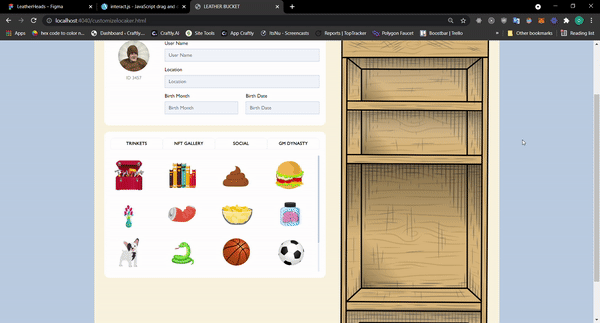 LeatherHeads - Figma
interact.js - JavaScript drag and
LEATHER BUCKET
localhost:4040/customizelocaker.html
Apps
hex code to color n
Dashboard - Craftly...
Craftly.AI
Site Tools
App Craftly
ItsNu - Screencasts
Reports | TopTracker
Polygon Faucet
Boostbar | Trello
Other bookmarks
Reading list
User Name
User Name
Location
ID 3457
Location
Birth Month
Birth Date
Birth Month
Birth Date
TRINKETS
NFT GALLERY
SOCIAL
GM DYNASTY